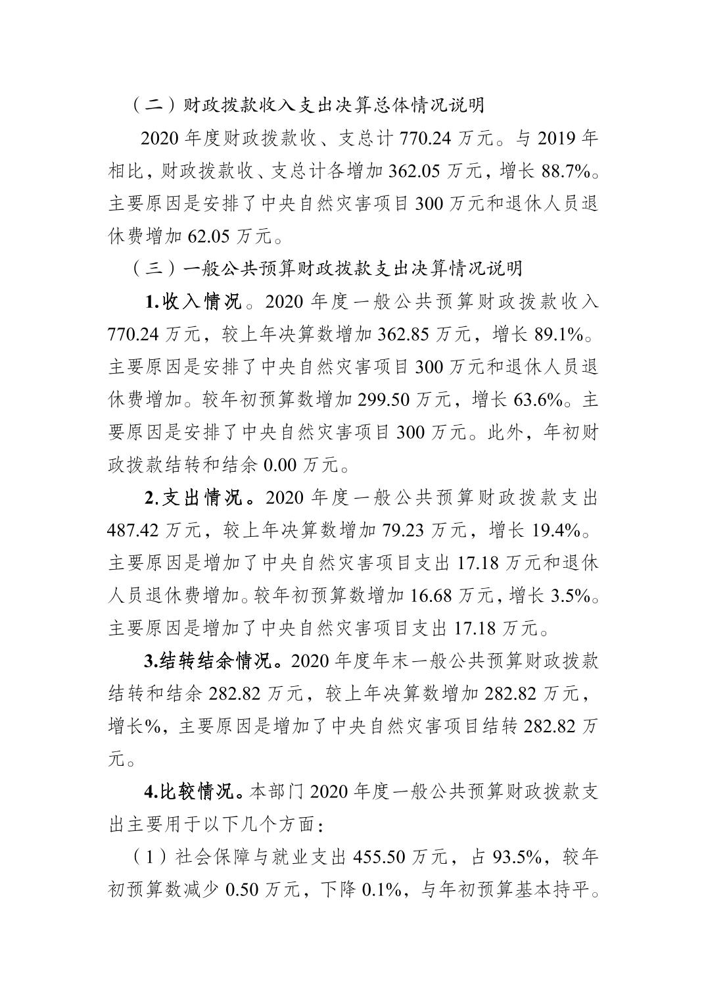 （二）财政拨款收入支出决算总体情况说明
2020 年度财政拨款收、支总计 770.24 万元。与 2019 年
相比，财政拨款收、支总计各增加 362.05 万元，增长 88.7%。
主要原因是安排了中央自然灾害项目 300 万元和退休人员退
休费增加 62.05 万元。
（三）一般公共预算财政拨款支出决算情况说明
1.收入情况。2020 年度一般公共预算财政拨款收入
770.24 万元，较上年决算数增加 362.85 万元，增长 89.1%。
主要原因是安排了中央自然灾害项目 300 万元和退休人员退
休费增加。较年初预算数增加 299.50 万元，增长 63.6%。主
要原因是安排了中央自然灾害项目 300 万元。此外，年初财
政拨款结转和结余 0.00 万元。
2.支出情况。2020 年度一般公共预算财政拨款支出
487.42 万元，较上年决算数增加 79.23 万元，增长 19.4%。
主要原因是增加了中央自然灾害项目支出 17.18 万元和退休
人员退休费增加。较年初预算数增加 16.68 万元，增长 3.5%。
主要原因是增加了中央自然灾害项目支出 17.18 万元。
3.结转结余情况。2020 年度年末一般公共预算财政拨款
结转和结余 282.82 万元，较上年决算数增加 282.82 万元，
增长%，主要原因是增加了中央自然灾害项目结转 282.82 万
元。
4.比较情况。本部门 2020 年度一般公共预算财政拨款支
出主要用于以下几个方面：
（1）社会保障与就业支出 455.50 万元，占 93.5%，较年
初预算数减少 0.50 万元，下降 0.1%，与年初预算基本持平。